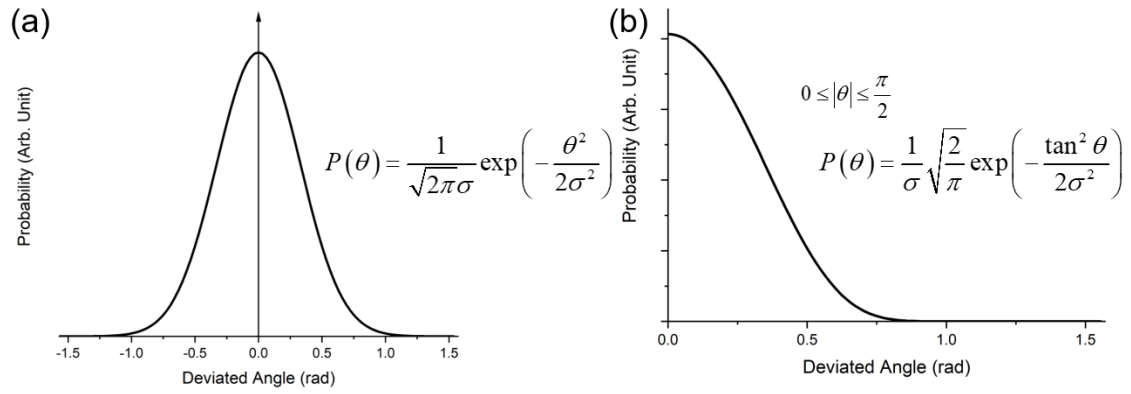 (a)
Probability (Arb. Unit)
P(θ) = 1/(√(2π)σ) exp(−θ²/(2σ²))
-1.5 -1.0 -0.5 0.0 0.5 1.0 1.5
Deviated Angle (rad)
(b)
Probability (Arb. Unit)
0 ≤ |θ| ≤ π/2
P(θ) = 1/σ √(2/π) exp(−tan² θ/(2σ²))
0.0 0.5 1.0 1.5
Deviated Angle (rad)